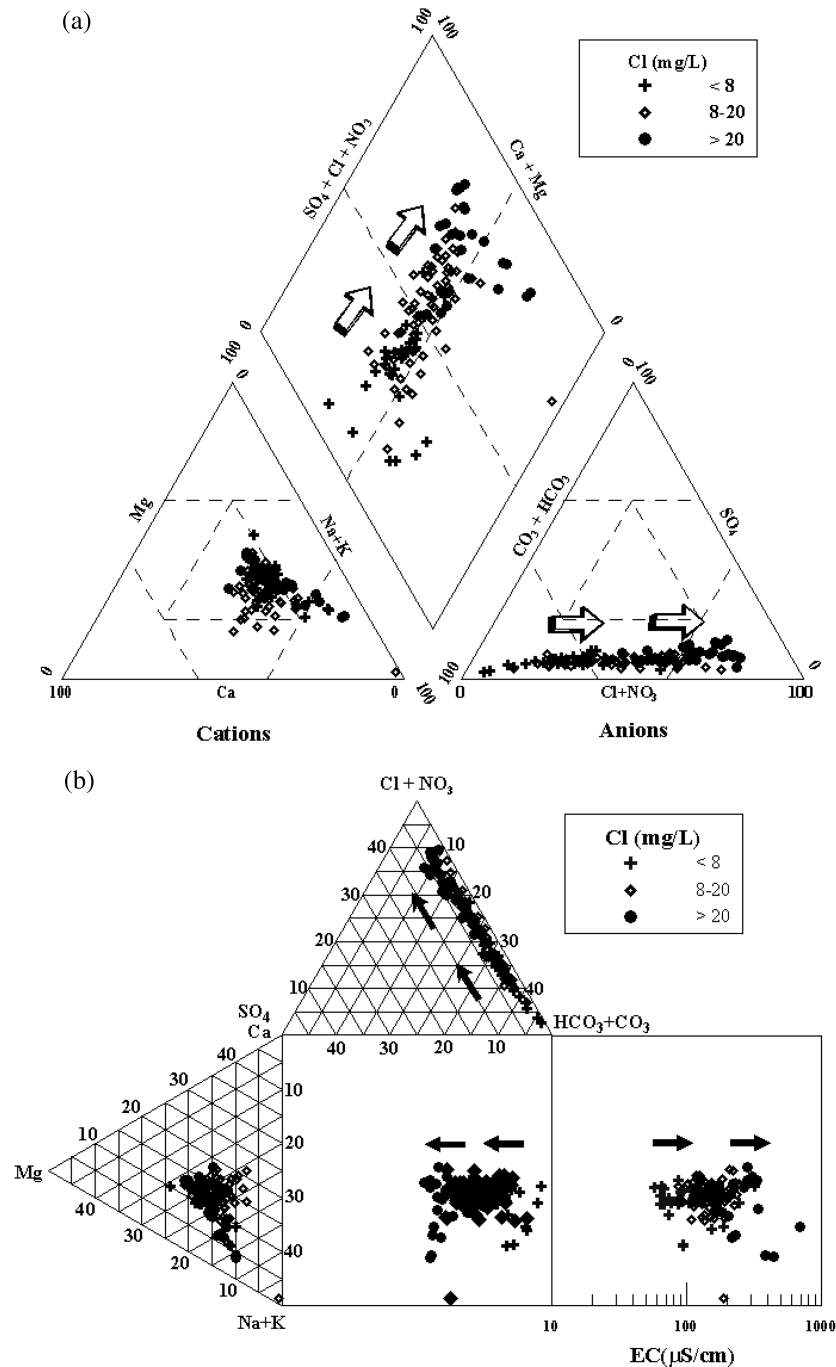 (a)
100
100
Cl (mg/L)
< 8
8-20
> 20
SO4 + Cl + NO3
Ca + Mg
0
0
100
0
0
100
Mg
Na+K
CO3 + HCO3
SO4
0
100
100
0
100
Ca
0
0
Cl+NO3
100
Cations
Anions
(b)
Cl + NO3
Cl (mg/L)
< 8
8-20
> 20
40
10
30
20
20
30
10
40
SO4
HCO3+CO3
Ca
40
30
20
10
40
30
20
10
10
20
Mg
30
40
30
20
10
40
Na+K
10
100
1000
EC(μS/cm)